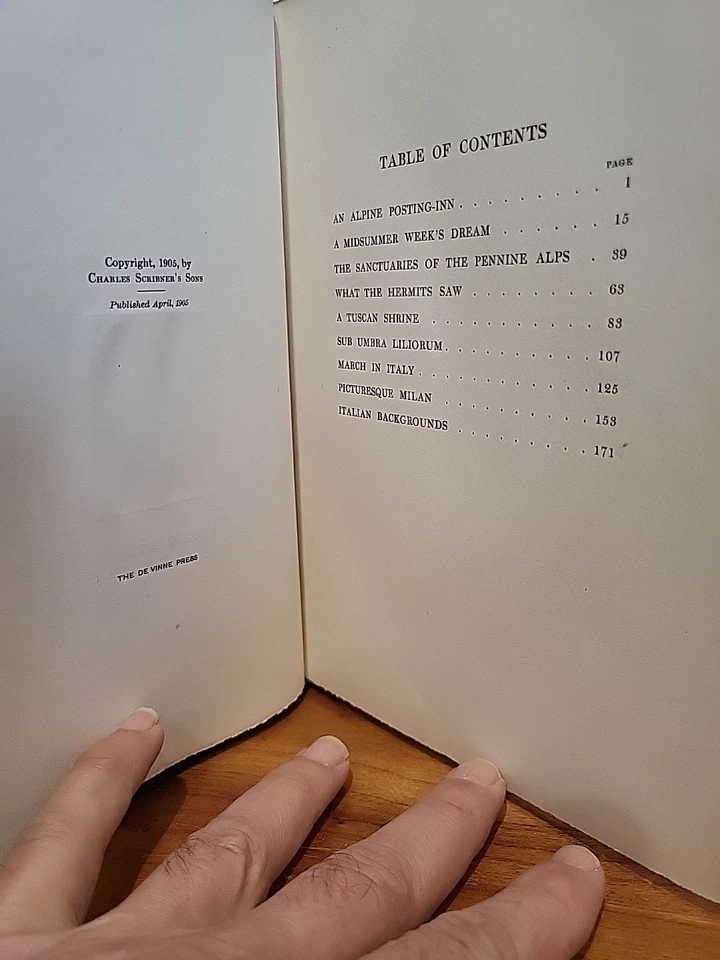 Copyright, 1905, by
Charles Scribner's Sons
Published April, 1905
THE DE VINNE PRESS
TABLE OF CONTENTS
PAGE
AN ALPINE POSTING-INN . . . . . . . . . 1
A MIDSUMMER WEEK'S DREAM . . . . . . 15
THE SANCTUARIES OF THE PENNINE ALPS . 39
WHAT THE HERMITS SAW . . . . . . . . 63
A TUSCAN SHRINE . . . . . . . . . . 83
SUB UMBRA LILIORUM . . . . . . . . . . 107
MARCH IN ITALY . . . . . . . . . . . . 125
PICTURESQUE MILAN . . . . . . . . . . 153
ITALIAN BACKGROUNDS . . . . . . . . . 171